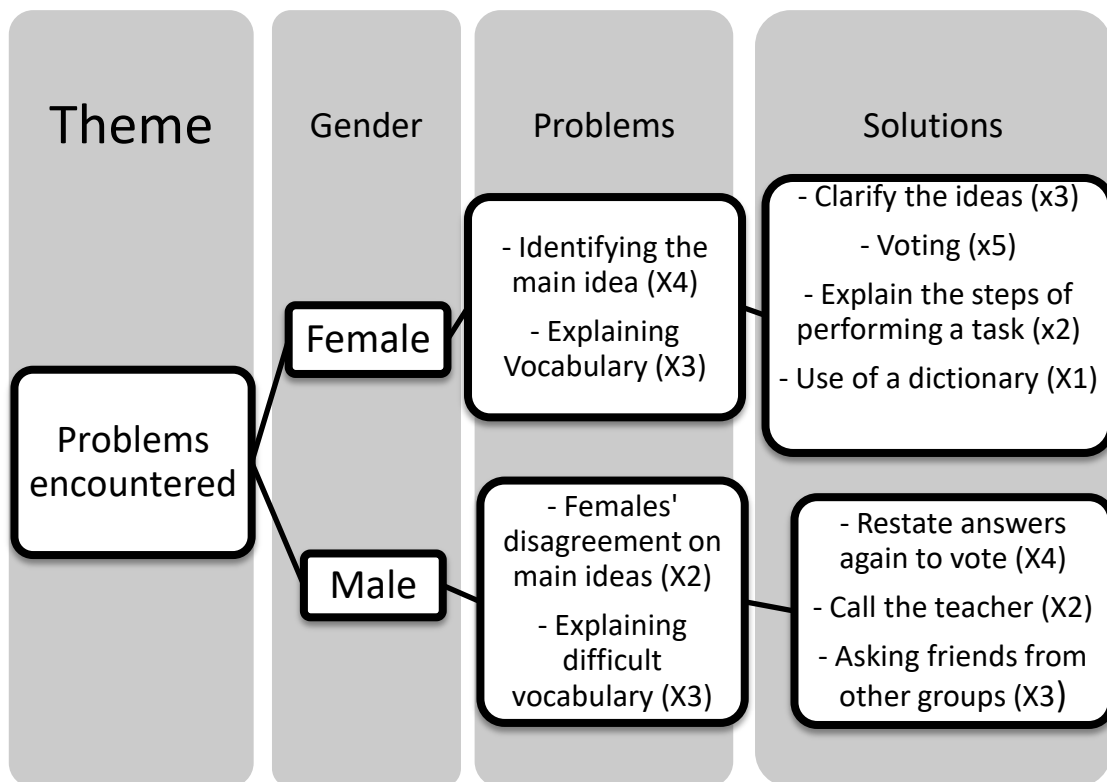 Theme
Gender
Problems
Solutions
Problems
encountered
Female
- Identifying the
main idea (X4)
- Explaining
Vocabulary (X3)
- Clarify the ideas (x3)
- Voting (x5)
- Explain the steps of
performing a task (x2)
- Use of a dictionary (X1)
Male
- Females'
disagreement on
main ideas (X2)
- Explaining
difficult
vocabulary (X3)
- Restate answers
again to vote (X4)
- Call the teacher (X2)
- Asking friends from
other groups (X3)